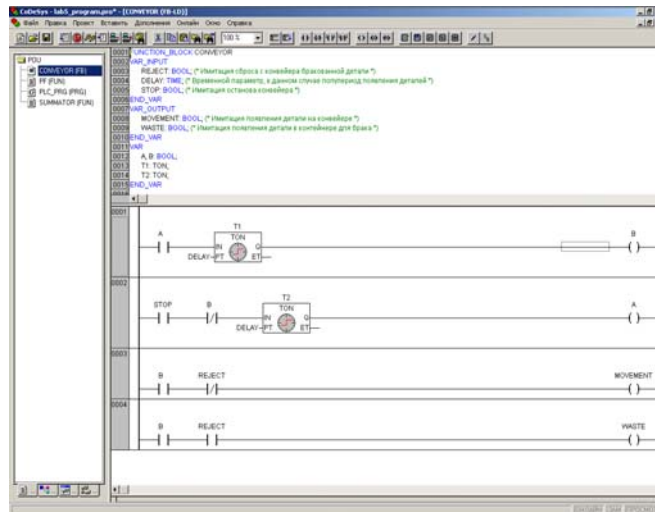 CoDeSys - lab5_program.pro* - [CONVEYOR (FB-LD)]
Файл Правка Проект Вставить Дополнения Онлайн Окно Справка
100 %
POU
CONVEYOR (FB)
FF (FUN)
PLC_PRG (PRG)
SUMMATOR (FUN)
0001 FUNCTION_BLOCK CONVEYOR
0002 VAR_INPUT
0003 REJECT: BOOL; (* Имитация сброса с конвейера бракованной детали *)
0004 DELAY: TIME; (* Временной параметр, в данном случае полупериод появления деталей *)
0005 STOP: BOOL; (* Имитация останова конвейера *)
0006 END_VAR
0007 VAR_OUTPUT
0008 MOVEMENT: BOOL; (* Имитация появления детали на конвейере *)
0009 WASTE: BOOL; (* Имитация появления детали в контейнере для брака *)
0010 END_VAR
0011 VAR
0012 A, B: BOOL;
0013 T1: TON;
0014 T2: TON;
0015 END_VAR
0001
T1
A TON B
IN Q
DELAY PT ET
0002
T2
STOP B TON A
IN Q
DELAY PT ET
0003
B REJECT MOVEMENT
0004
B REJECT WASTE